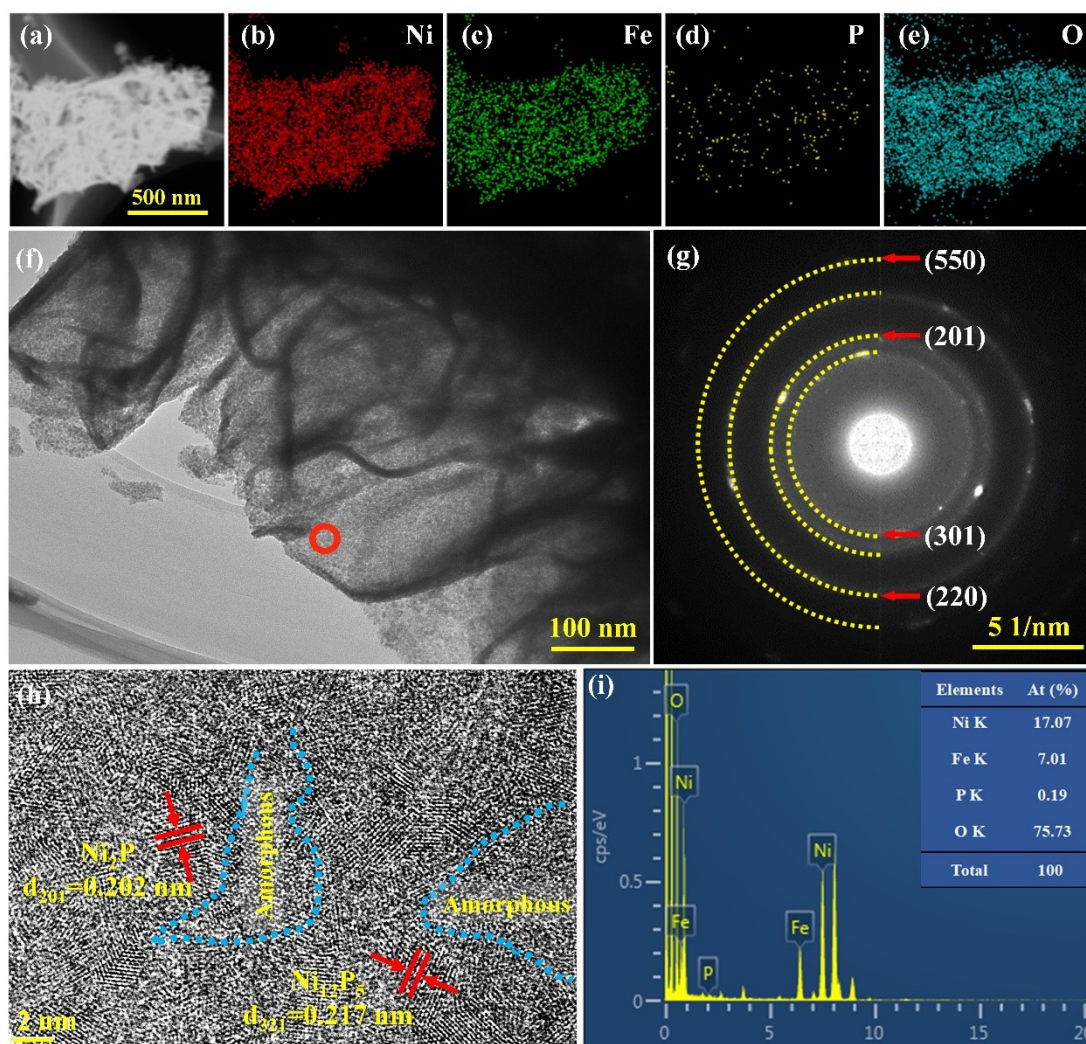 (a)
500 nm
(b) Ni
(c) Fe
(d) P
(e) O
(f)
100 nm
(g)
(550)
(201)
(301)
(220)
5 1/nm
(h)
Ni₂P
d₂₀₁=0.202 nm
Amorphous
Amorphous
Ni₁₂P₅
d₃₂₁=0.217 nm
2 nm
(i)
cps/eV
1
0.5
0
0 5 10 15 20
O
Ni
Fe
P
Fe
Ni
Elements At (%)
Ni K 17.07
Fe K 7.01
P K 0.19
O K 75.73
Total 100